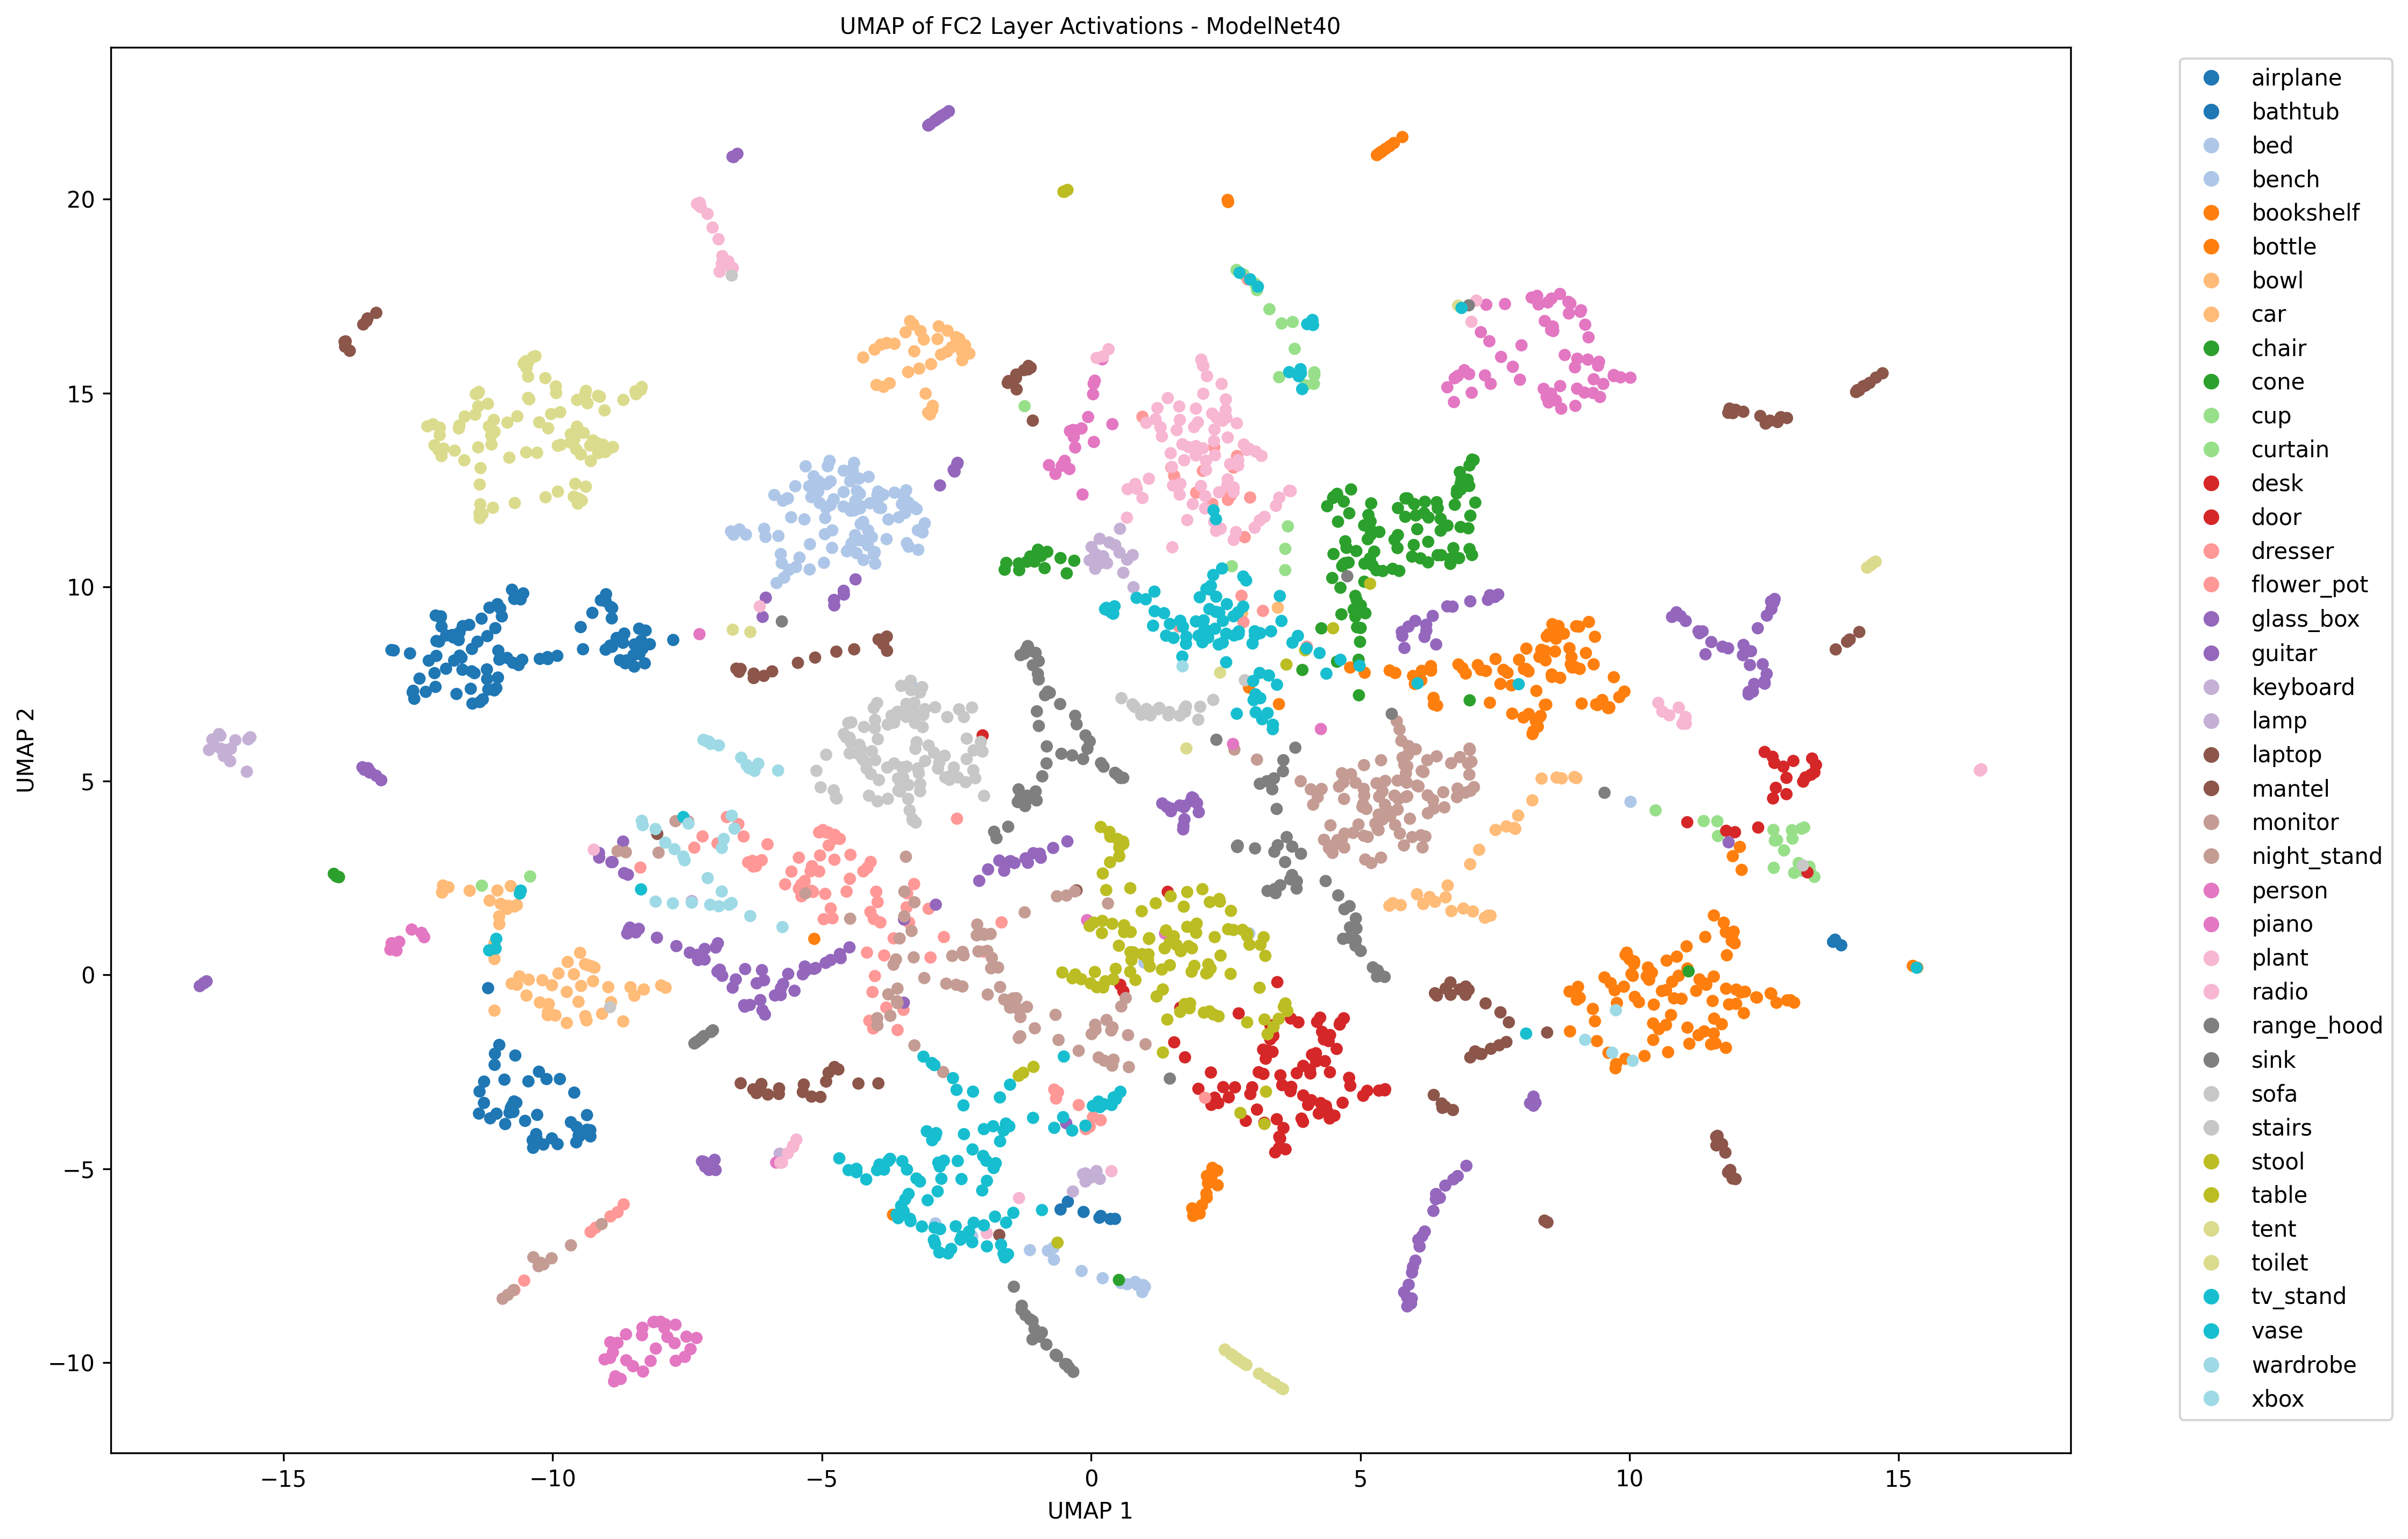 UMAP of FC2 Layer Activations - ModelNet40
20
15
10
5
0
−5
−10
UMAP 2
−15
−10
−5
0
5
10
15
UMAP 1
airplane
bathtub
bed
bench
bookshelf
bottle
bowl
car
chair
cone
cup
curtain
desk
door
dresser
flower_pot
glass_box
guitar
keyboard
lamp
laptop
mantel
monitor
night_stand
person
piano
plant
radio
range_hood
sink
sofa
stairs
stool
table
tent
toilet
tv_stand
vase
wardrobe
xbox